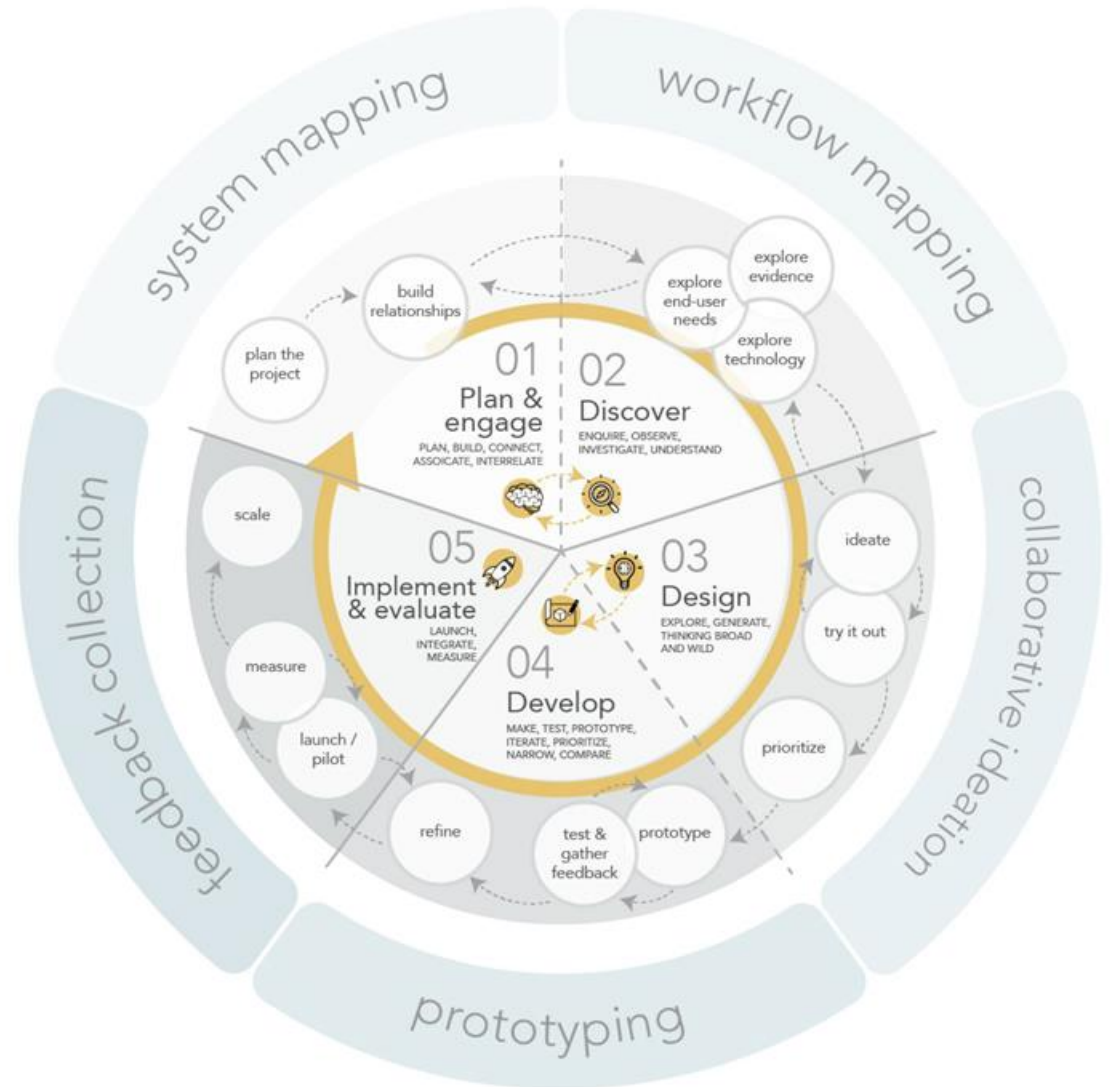 system mapping
workflow mapping
collaborative ideation
prototyping
feedback collection
plan the
project
build
relationships
explore
end-user
needs
explore
evidence
explore
technology
ideate
try it out
prioritize
prototype
test &
gather
feedback
refine
launch /
pilot
measure
scale
01
Plan &
engage
PLAN, BUILD, CONNECT,
ASSOICATE, INTERRELATE
02
Discover
ENQUIRE, OBSERVE,
INVESTIGATE, UNDERSTAND
03
Design
EXPLORE, GENERATE,
THINKING BROAD
AND WILD
04
Develop
MAKE, TEST, PROTOTYPE,
ITERATE, PRIORITIZE,
NARROW, COMPARE
05
Implement
& evaluate
LAUNCH,
INTEGRATE,
MEASURE